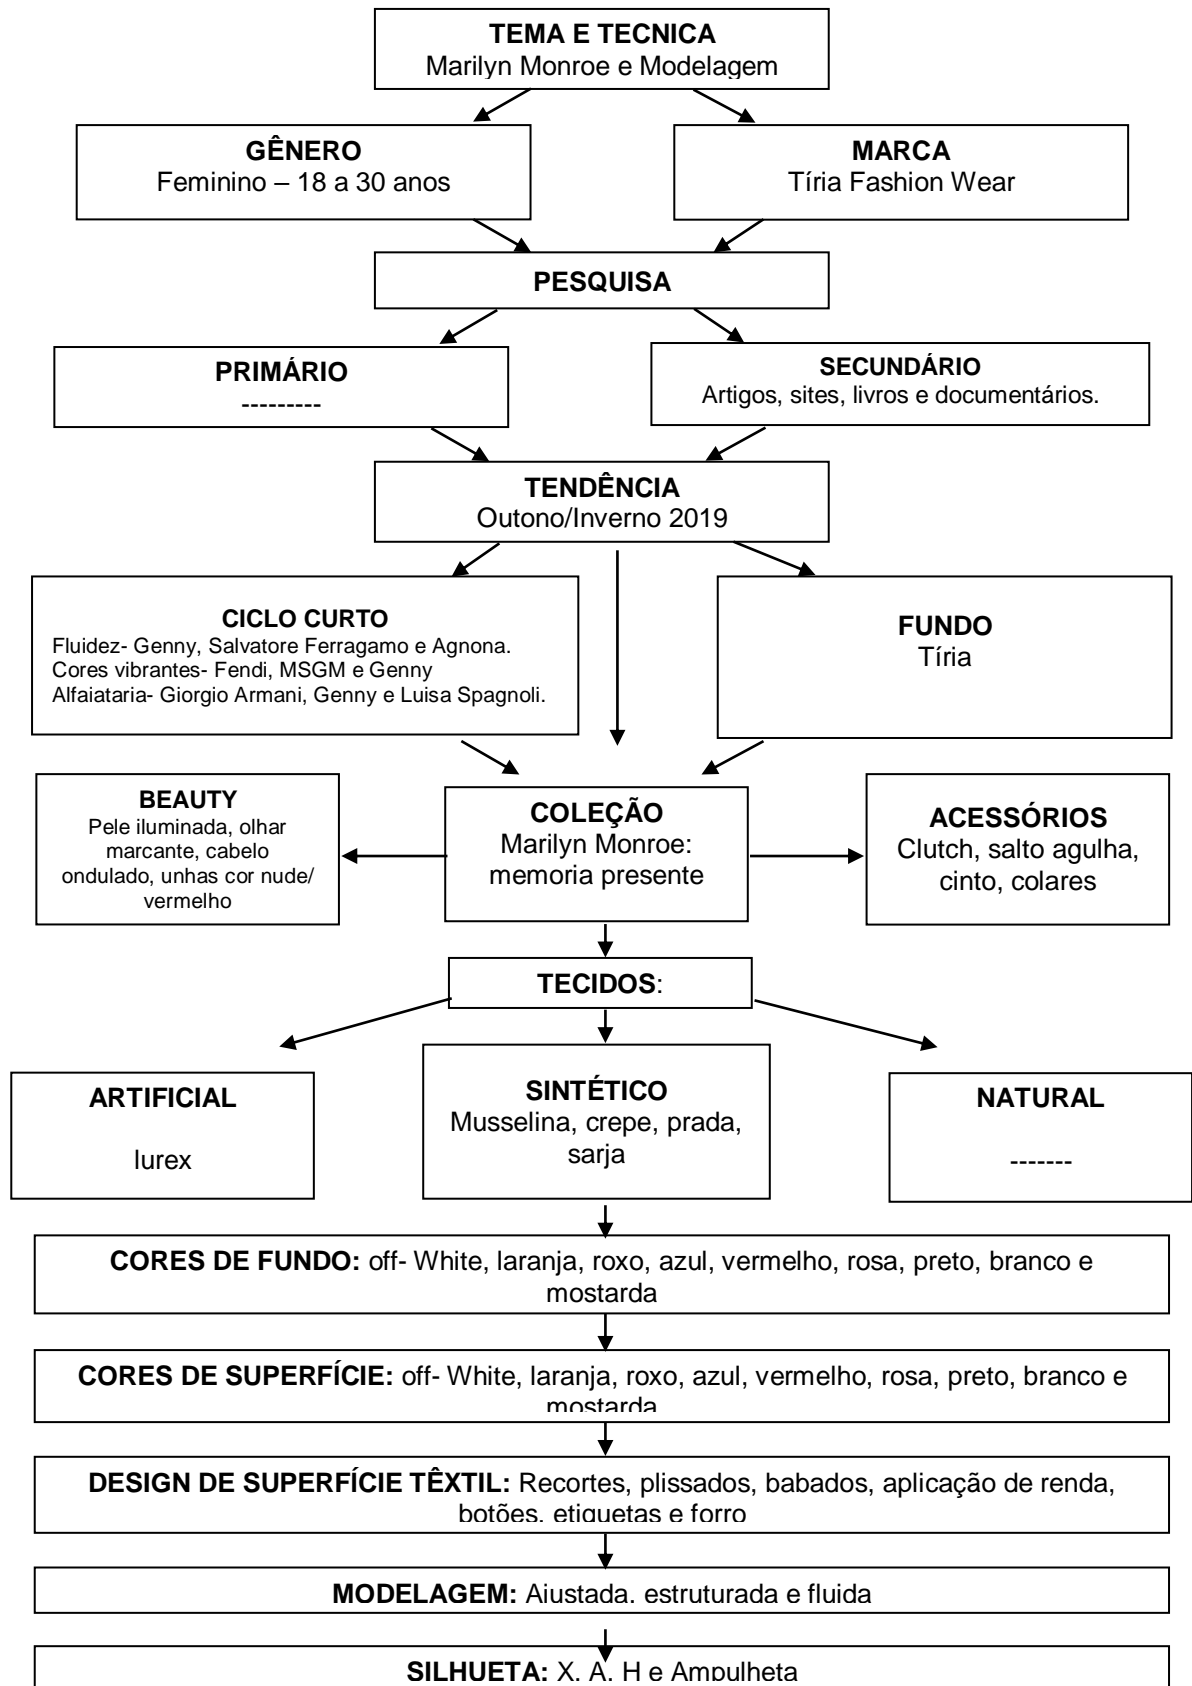 TEMA E TECNICA
Marilyn Monroe e Modelagem
GÊNERO
Feminino – 18 a 30 anos
MARCA
Tíria Fashion Wear
PESQUISA
PRIMÁRIO
---------
SECUNDÁRIO
Artigos, sites, livros e documentários.
TENDÊNCIA
Outono/Inverno 2019
CICLO CURTO
Fluidez- Genny, Salvatore Ferragamo e Agnona.
Cores vibrantes- Fendi, MSGM e Genny
Alfaiataria- Giorgio Armani, Genny e Luisa Spagnoli.
FUNDO
Tíria
BEAUTY
Pele iluminada, olhar
marcante, cabelo
ondulado, unhas cor nude/
vermelho
COLEÇÃO
Marilyn Monroe:
memoria presente
ACESSÓRIOS
Clutch, salto agulha,
cinto, colares
TECIDOS:
ARTIFICIAL
lurex
SINTÉTICO
Musselina, crepe, prada,
sarja
NATURAL
-------
CORES DE FUNDO: off- White, laranja, roxo, azul, vermelho, rosa, preto, branco e
mostarda
CORES DE SUPERFÍCIE: off- White, laranja, roxo, azul, vermelho, rosa, preto, branco e
mostarda
DESIGN DE SUPERFÍCIE TÊXTIL: Recortes, plissados, babados, aplicação de renda,
botões, etiquetas e forro
MODELAGEM: Ajustada, estruturada e fluida
SILHUETA: X, A, H e Ampulheta